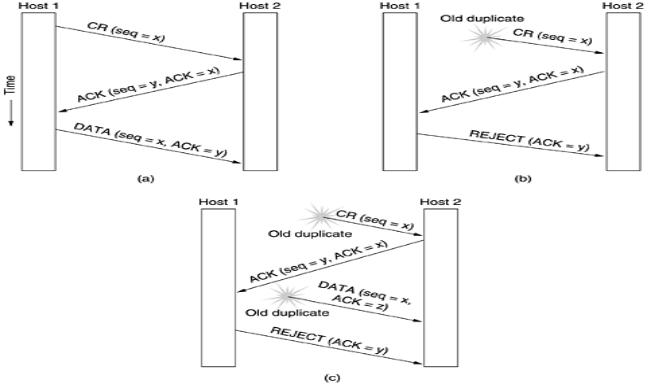 Host 1
Host 2
CR (seq = x)
ACK (seq = y, ACK = x)
DATA (seq = x, ACK = y)
Time
(a)
Host 1
Host 2
Old duplicate
CR (seq = x)
ACK (seq = y, ACK = x)
REJECT (ACK = y)
(b)
Host 1
Host 2
CR (seq = x)
Old duplicate
ACK (seq = y, ACK = x)
DATA (seq = x,
ACK = z)
Old duplicate
REJECT (ACK = y)
(c)